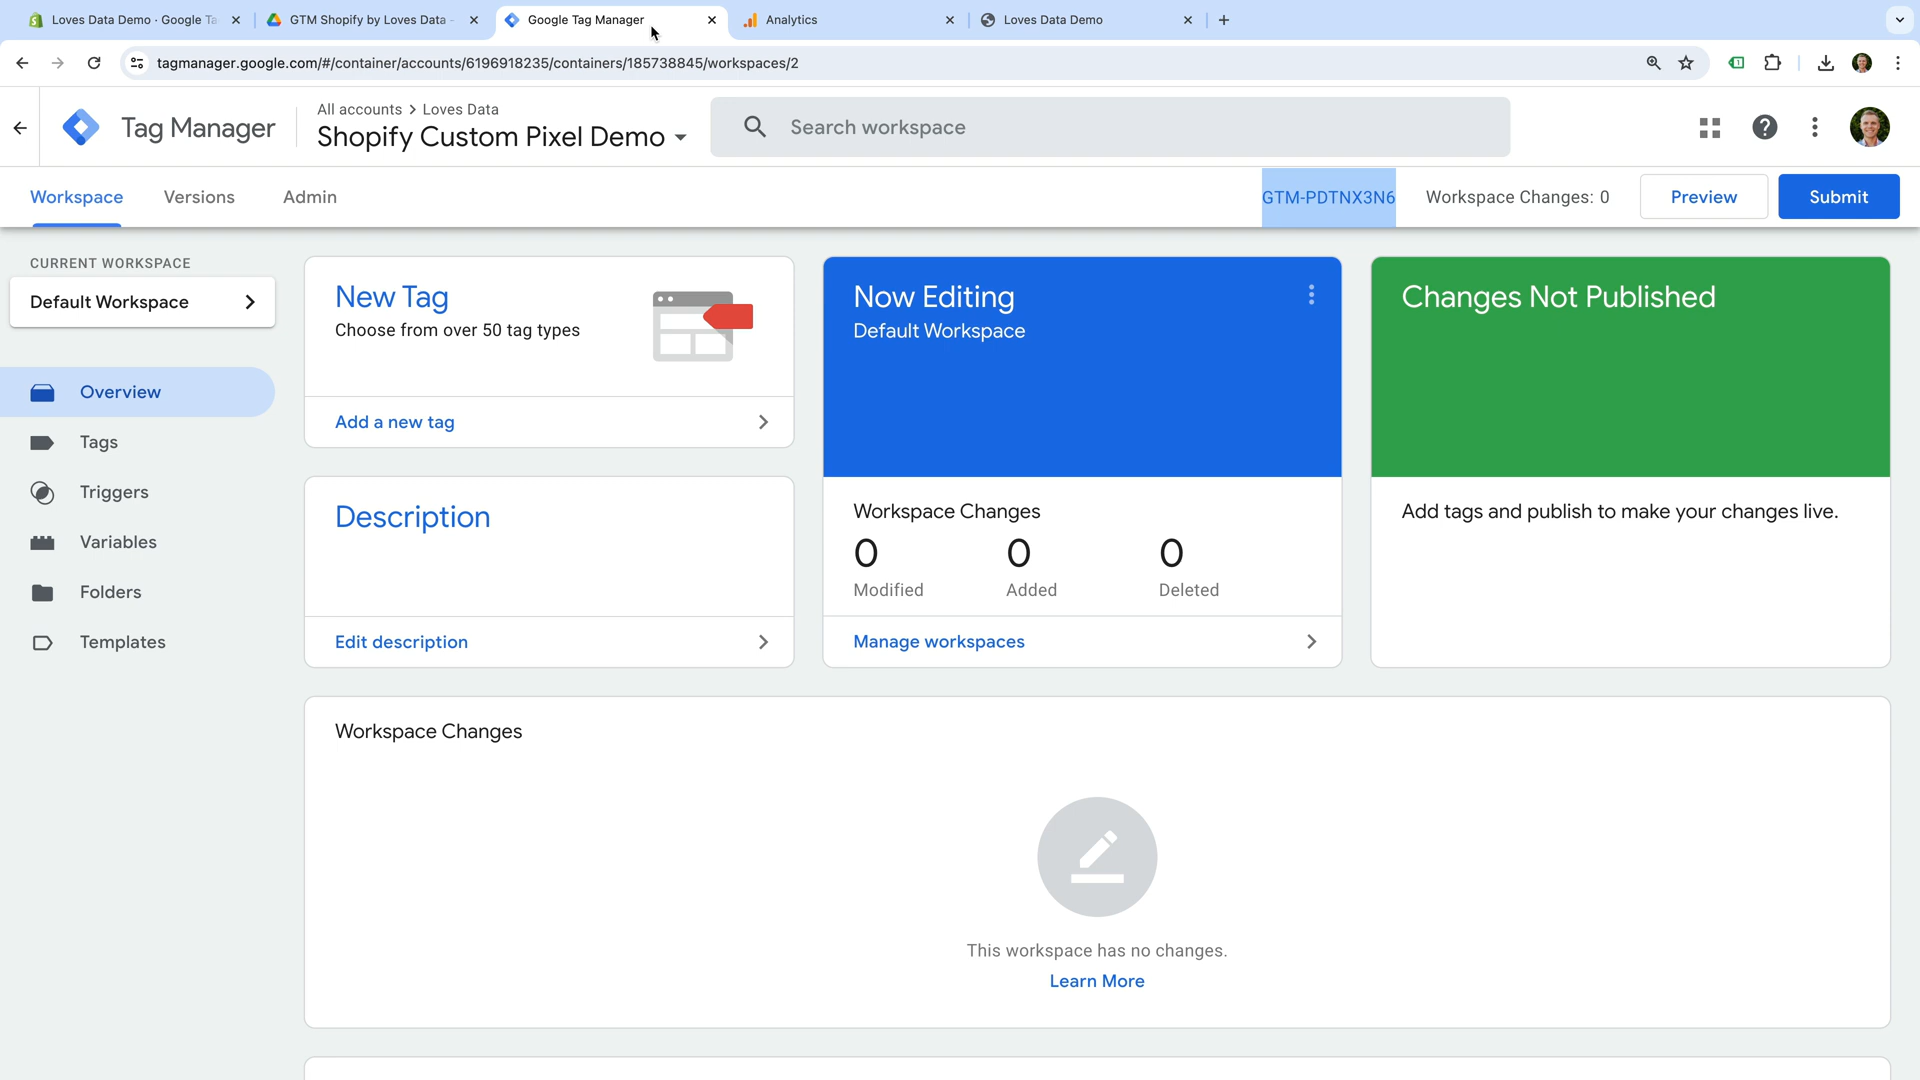 Loves Data Demo · Google Ta
GTM Shopify by Loves Data -
Google Tag Manager
Analytics
Loves Data Demo
tagmanager.google.com/#/container/accounts/6196918235/containers/185738845/workspaces/2
Tag Manager
All accounts > Loves Data
Shopify Custom Pixel Demo
Search workspace
Workspace
Versions
Admin
GTM-PDTNX3N6
Workspace Changes: 0
Preview
Submit
CURRENT WORKSPACE
Default Workspace
Overview
Tags
Triggers
Variables
Folders
Templates
New Tag
Choose from over 50 tag types
Add a new tag
Description
Edit description
Now Editing
Default Workspace
Workspace Changes
0 0 0
Modified Added Deleted
Manage workspaces
Changes Not Published
Add tags and publish to make your changes live.
Workspace Changes
This workspace has no changes.
Learn More